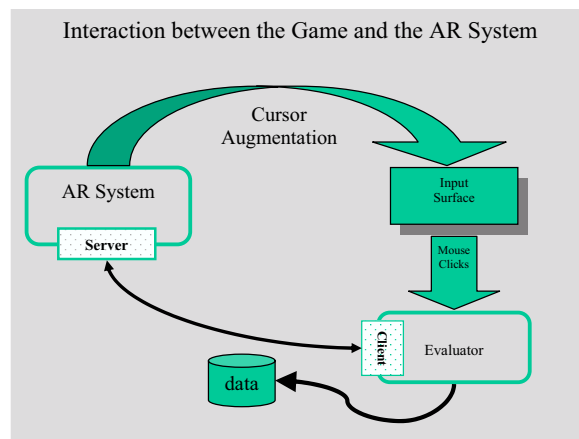 Interaction between the Game and the AR System
Cursor
Augmentation
AR System
Server
Input
Surface
Mouse
Clicks
Client
Evaluator
data